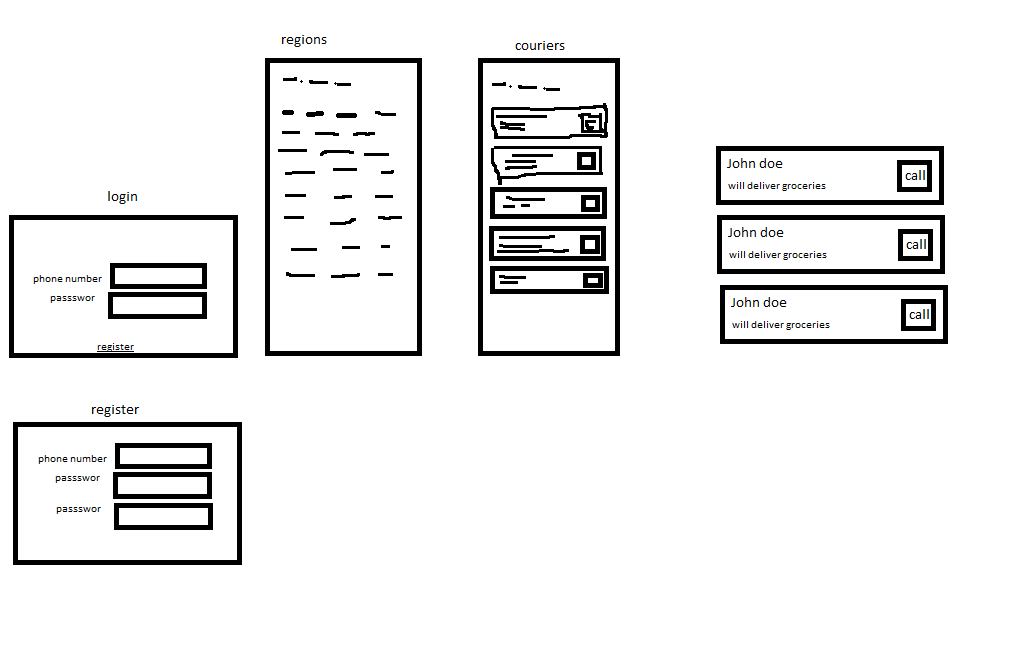 regions
couriers
login
phone number
passswor
register
register
phone number
passswor
passswor
John doe
will deliver groceries
call
John doe
will deliver groceries
call
John doe
will deliver groceries
call